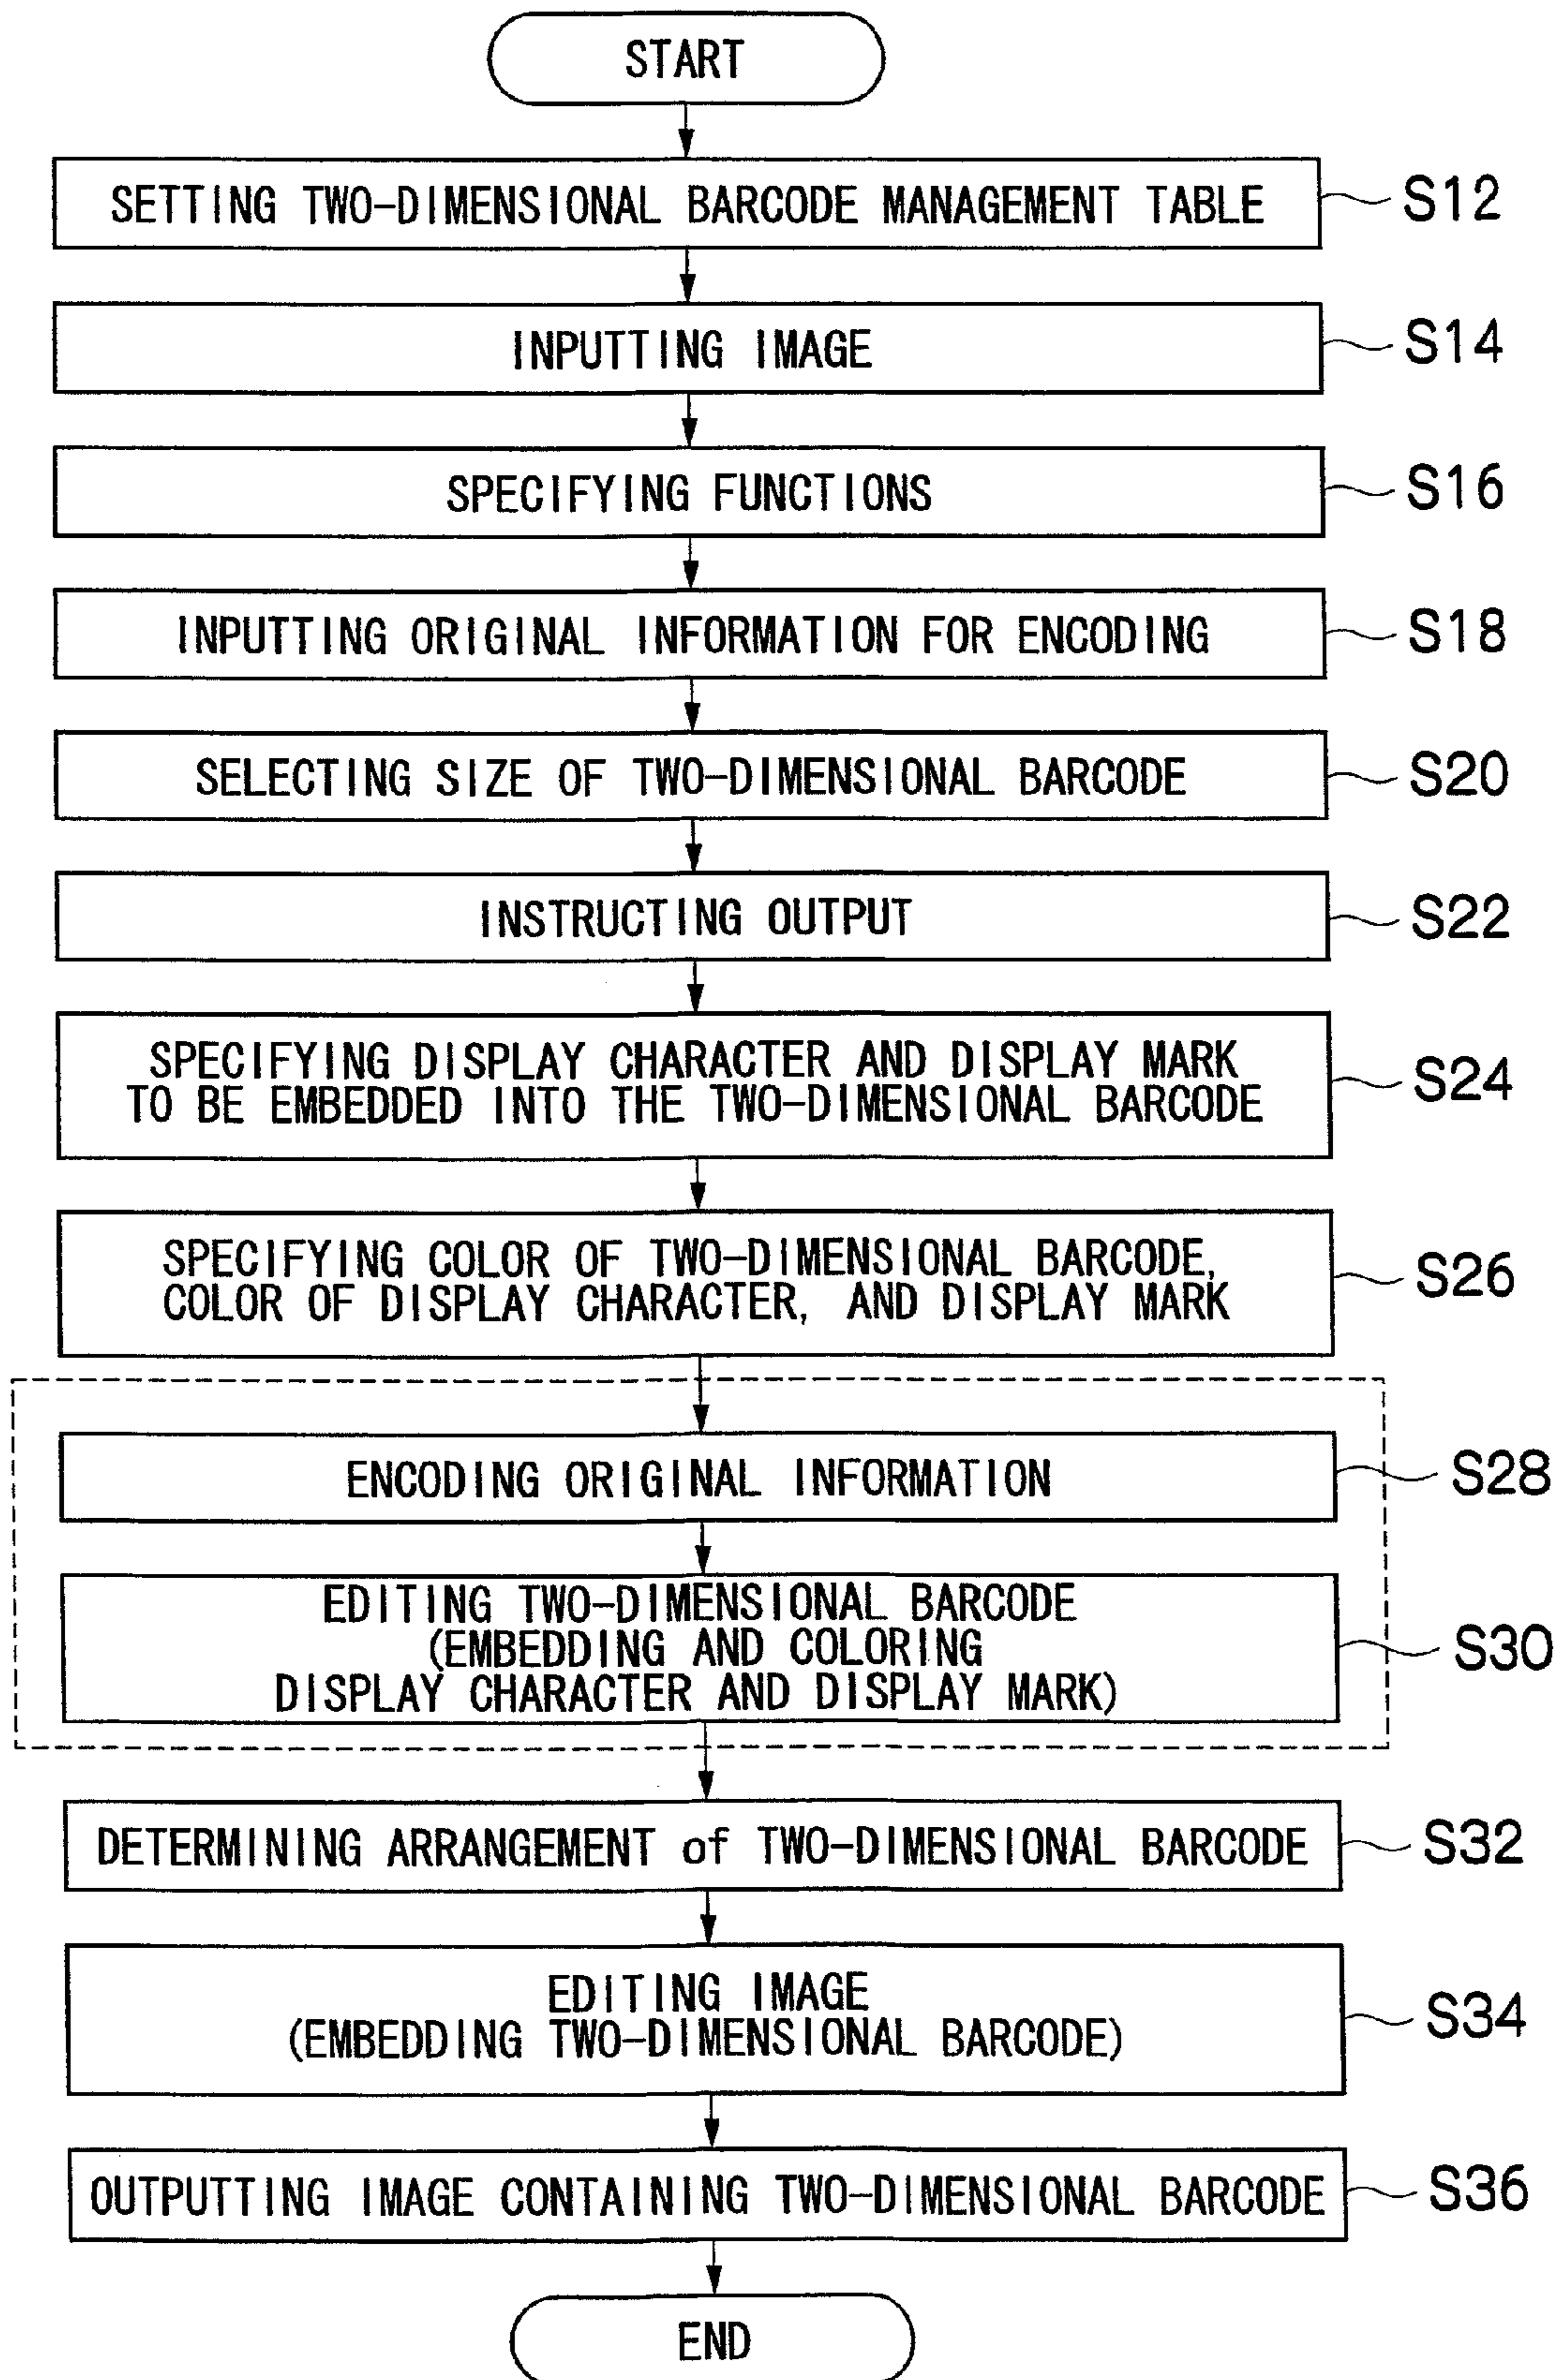 START
SETTING TWO-DIMENSIONAL BARCODE MANAGEMENT TABLE
S12
INPUTTING IMAGE
S14
SPECIFYING FUNCTIONS
S16
INPUTTING ORIGINAL INFORMATION FOR ENCODING
S18
SELECTING SIZE OF TWO-DIMENSIONAL BARCODE
S20
INSTRUCTING OUTPUT
S22
SPECIFYING DISPLAY CHARACTER AND DISPLAY MARK
TO BE EMBEDDED INTO THE TWO-DIMENSIONAL BARCODE
S24
SPECIFYING COLOR OF TWO-DIMENSIONAL BARCODE,
COLOR OF DISPLAY CHARACTER, AND DISPLAY MARK
S26
ENCODING ORIGINAL INFORMATION
S28
EDITING TWO-DIMENSIONAL BARCODE
(EMBEDDING AND COLORING
DISPLAY CHARACTER AND DISPLAY MARK)
S30
DETERMINING ARRANGEMENT of TWO-DIMENSIONAL BARCODE
S32
EDITING IMAGE
(EMBEDDING TWO-DIMENSIONAL BARCODE)
S34
OUTPUTTING IMAGE CONTAINING TWO-DIMENSIONAL BARCODE
S36
END